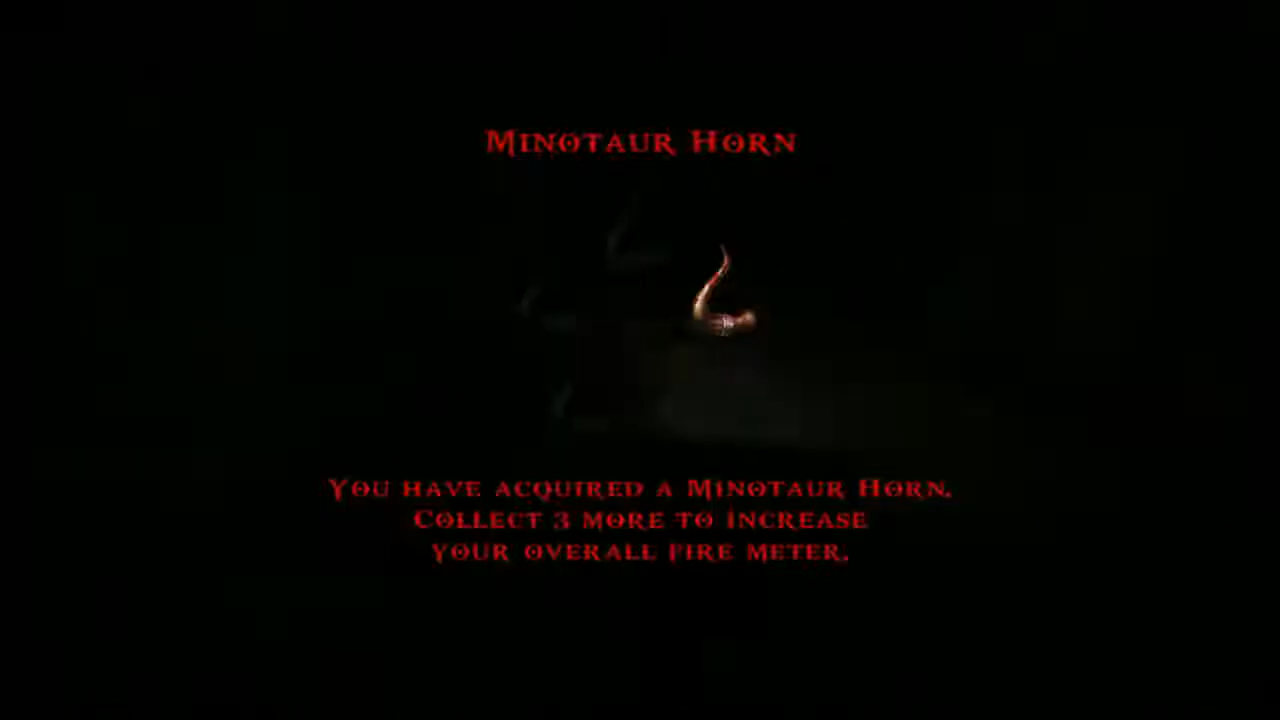 Minotaur Horn
You have acquired a Minotaur Horn.
Collect 3 more to increase
your overall fire meter.